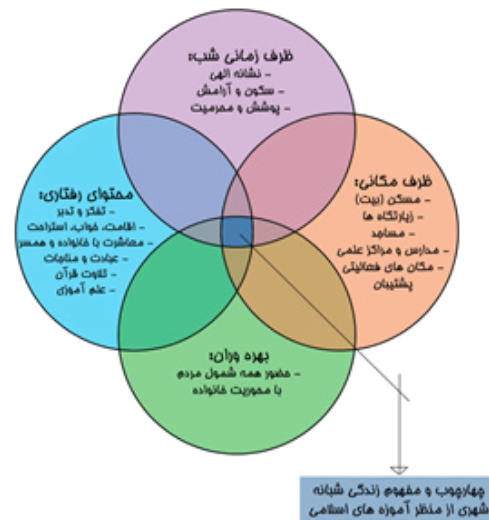 ظرف زمانی شب:
- نشانه الهی
- سکون و آرامش
- پوشش و محرمیت
ظرف مکانی:
- مسکن (بیت)
- زیارتگاه ها
- مساجد
- مدارس و مراکز علمی
- مکان های فعالیتی
پشتیبان
محتوای رفتاری:
- تفکر و تدبر
- اقامت، خواب، استراحت
- معاشرت با خانواده و همسر
- عبادت و مناجات
- تلاوت قرآن
- علم آموزی
بهره وران:
- حضور همه شمول مردم
با محوریت خانواده
چهارچوب و مفهوم زندگی شبانه
شهری از منظر آموزه های اسلامی